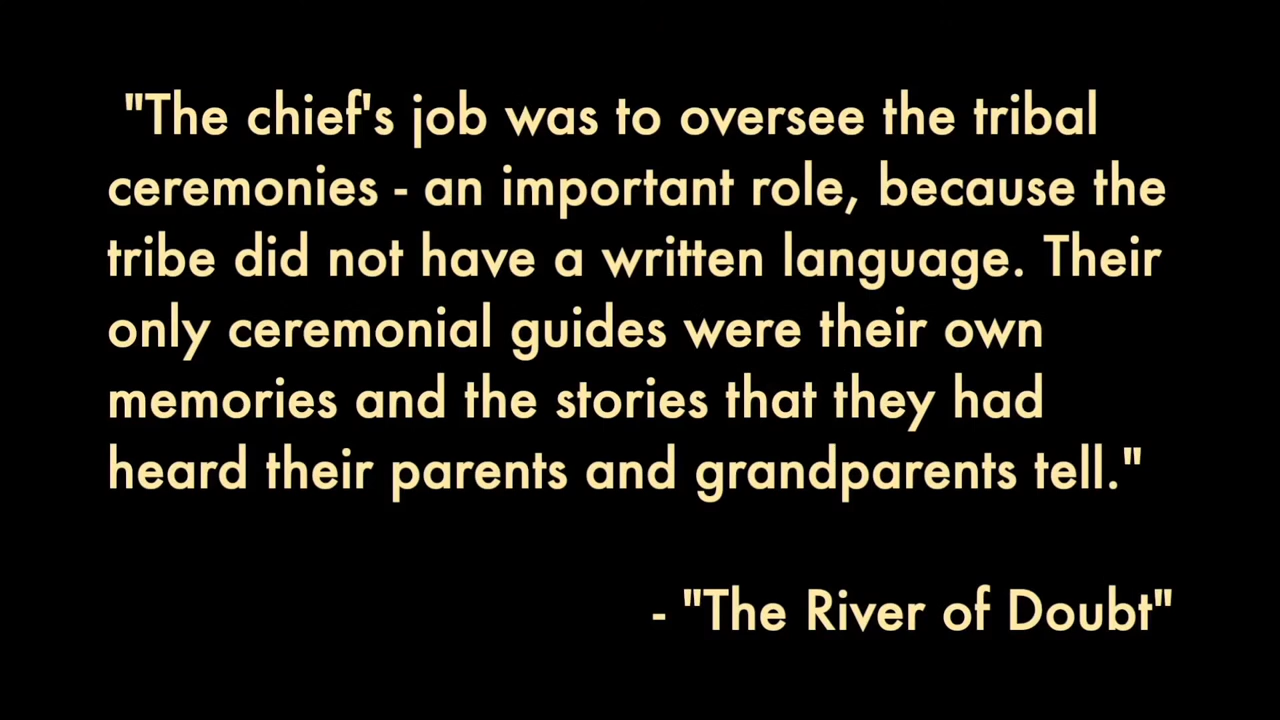 "The chief's job was to oversee the tribal
ceremonies - an important role, because the
tribe did not have a written language. Their
only ceremonial guides were their own
memories and the stories that they had
heard their parents and grandparents tell."
- "The River of Doubt"